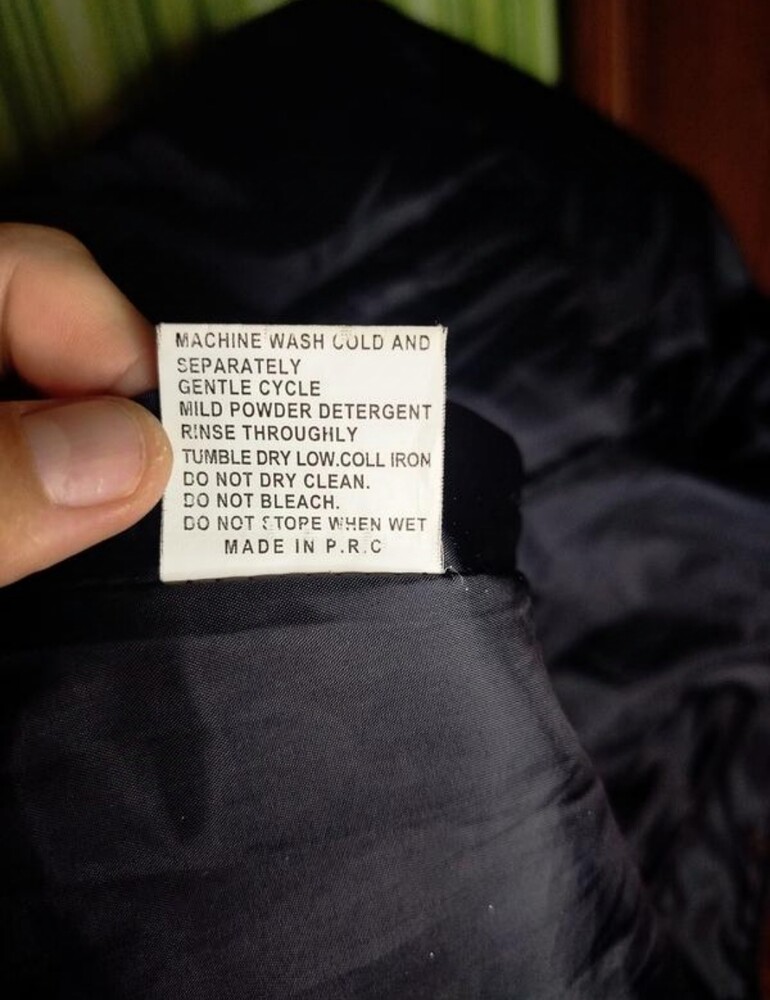 MACHINE WASH COLD AND
SEPARATELY
GENTLE CYCLE
MILD POWDER DETERGENT
RINSE THROUGHLY
TUMBLE DRY LOW.COLL IRON
DO NOT DRY CLEAN.
DO NOT BLEACH.
DO NOT STOPE WHEN WET
MADE IN P.R.C